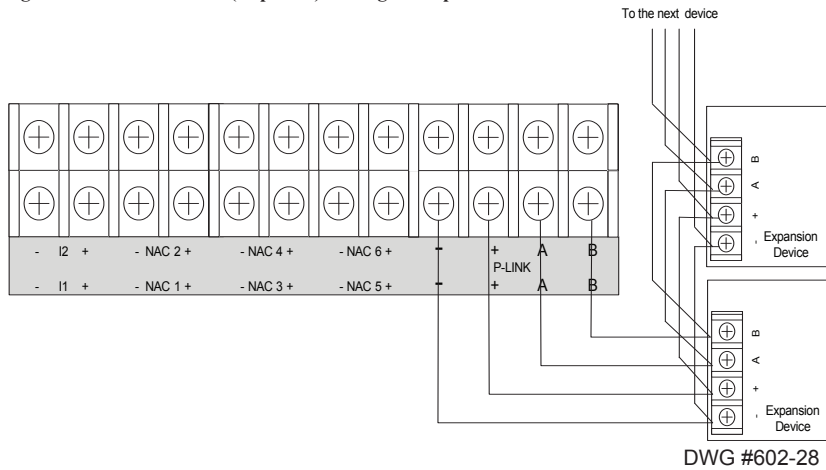 To the next device
B
A
+
-
Expansion
Device
- I2 + - NAC 2 + - NAC 4 + - NAC 6 + - + A B
P-LINK
- I1 + - NAC 1 + - NAC 3 + - NAC 5 + - + A B
B
A
+
-
Expansion
Device
DWG #602-28